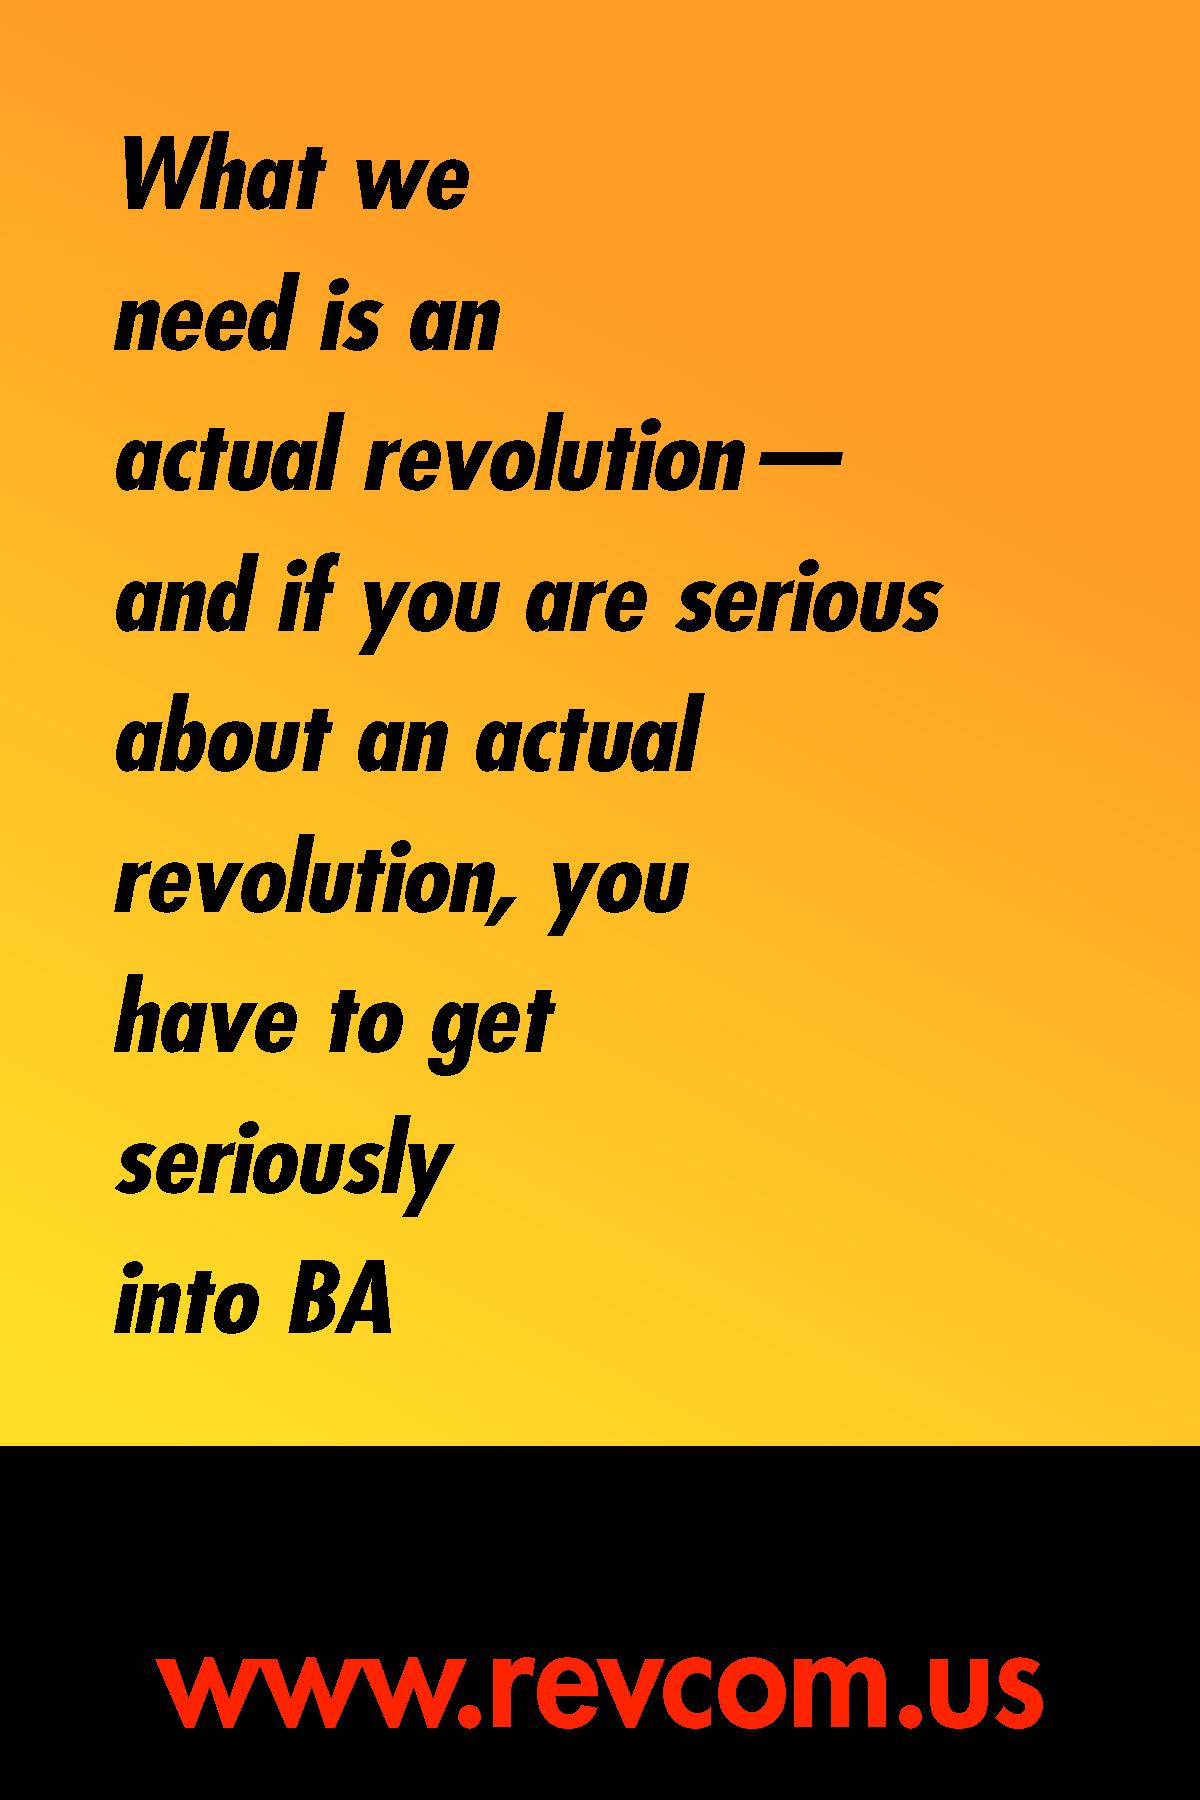 What we
need is an
actual revolution—
and if you are serious
about an actual
revolution, you
have to get
seriously
into BA
www.revcom.us